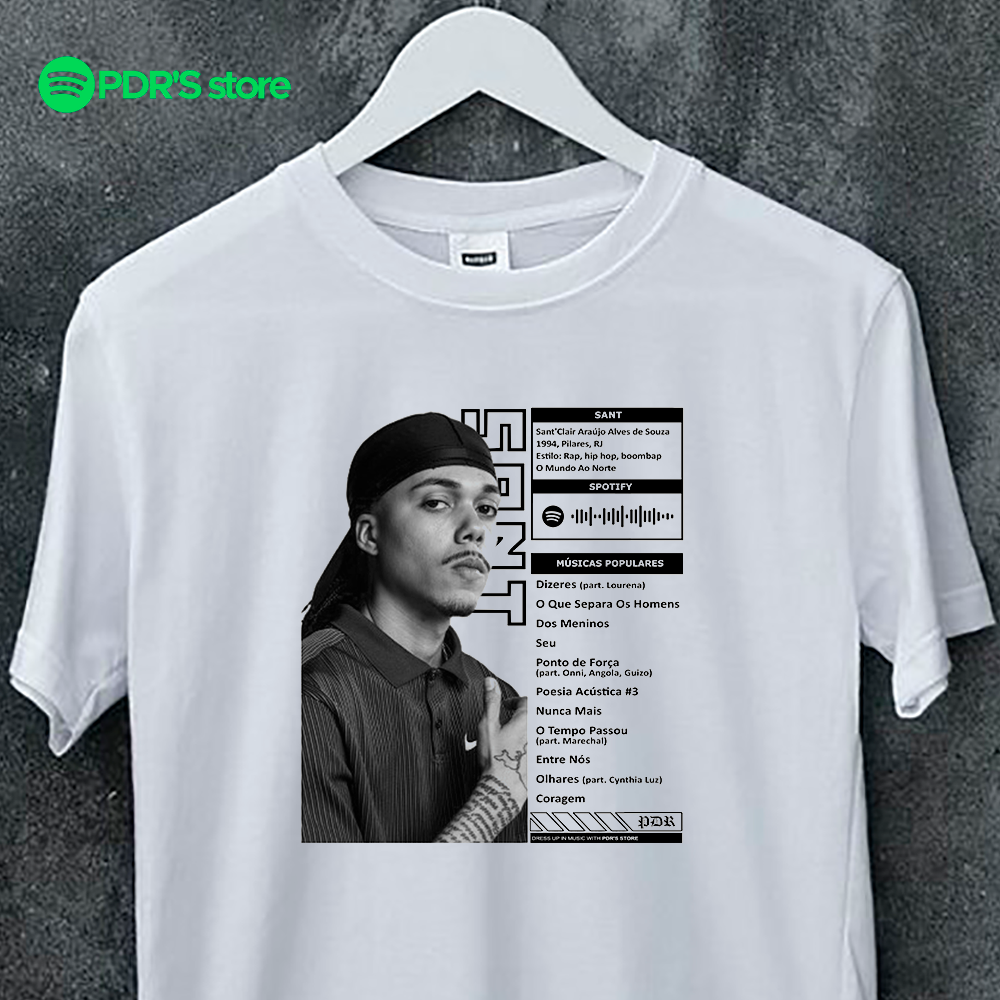 PDR'S store
SANT
SANT
Sant'Clair Araújo Alves de Souza
1994, Pilares, RJ
Estilo: Rap, hip hop, boombap
O Mundo Ao Norte
SPOTIFY
MÚSICAS POPULARES
Dizeres (part. Lourena)
O Que Separa Os Homens
Dos Meninos
Seu
Ponto de Força
(part. Onni, Angola, Guizo)
Poesia Acústica #3
Nunca Mais
O Tempo Passou
(part. Marechal)
Entre Nós
Olhares (part. Cynthia Luz)
Coragem
PDR
DRESS UP IN MUSIC WITH PDR'S STORE